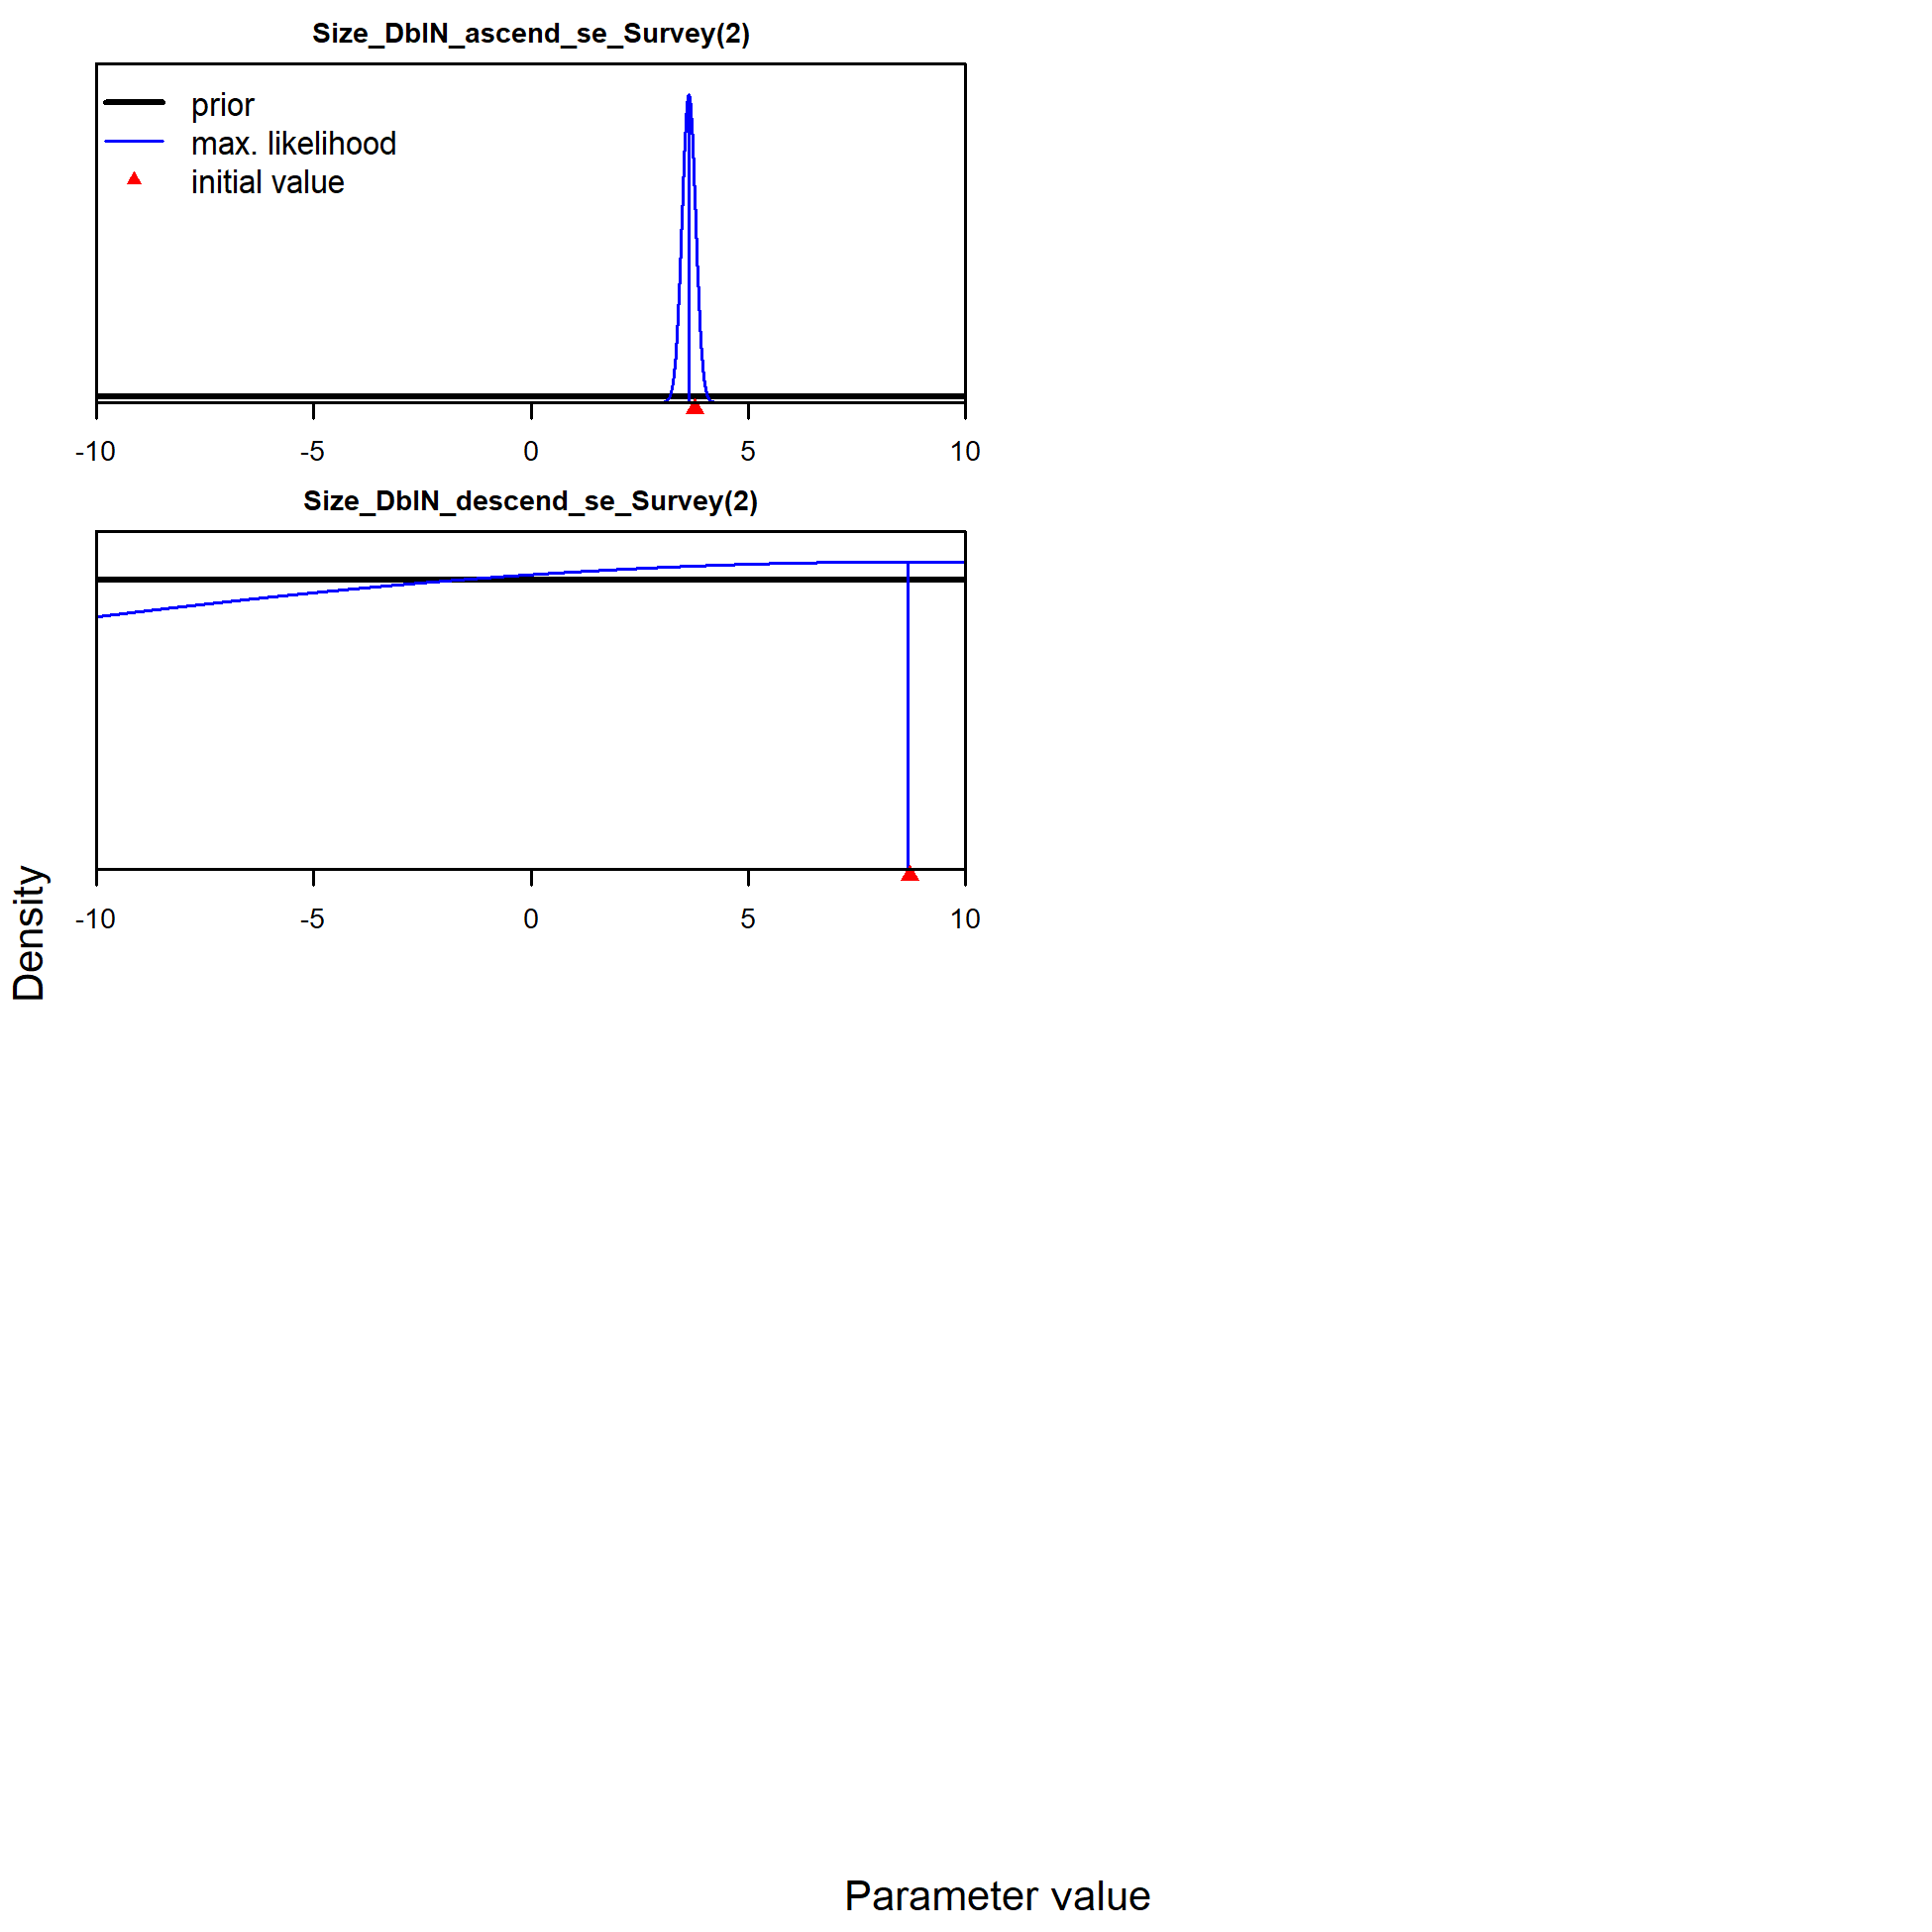 Size_DblN_ascend_se_Survey(2)
prior
max. likelihood
initial value
-10 -5 0 5 10
Size_DblN_descend_se_Survey(2)
-10 -5 0 5 10
Density
Parameter value